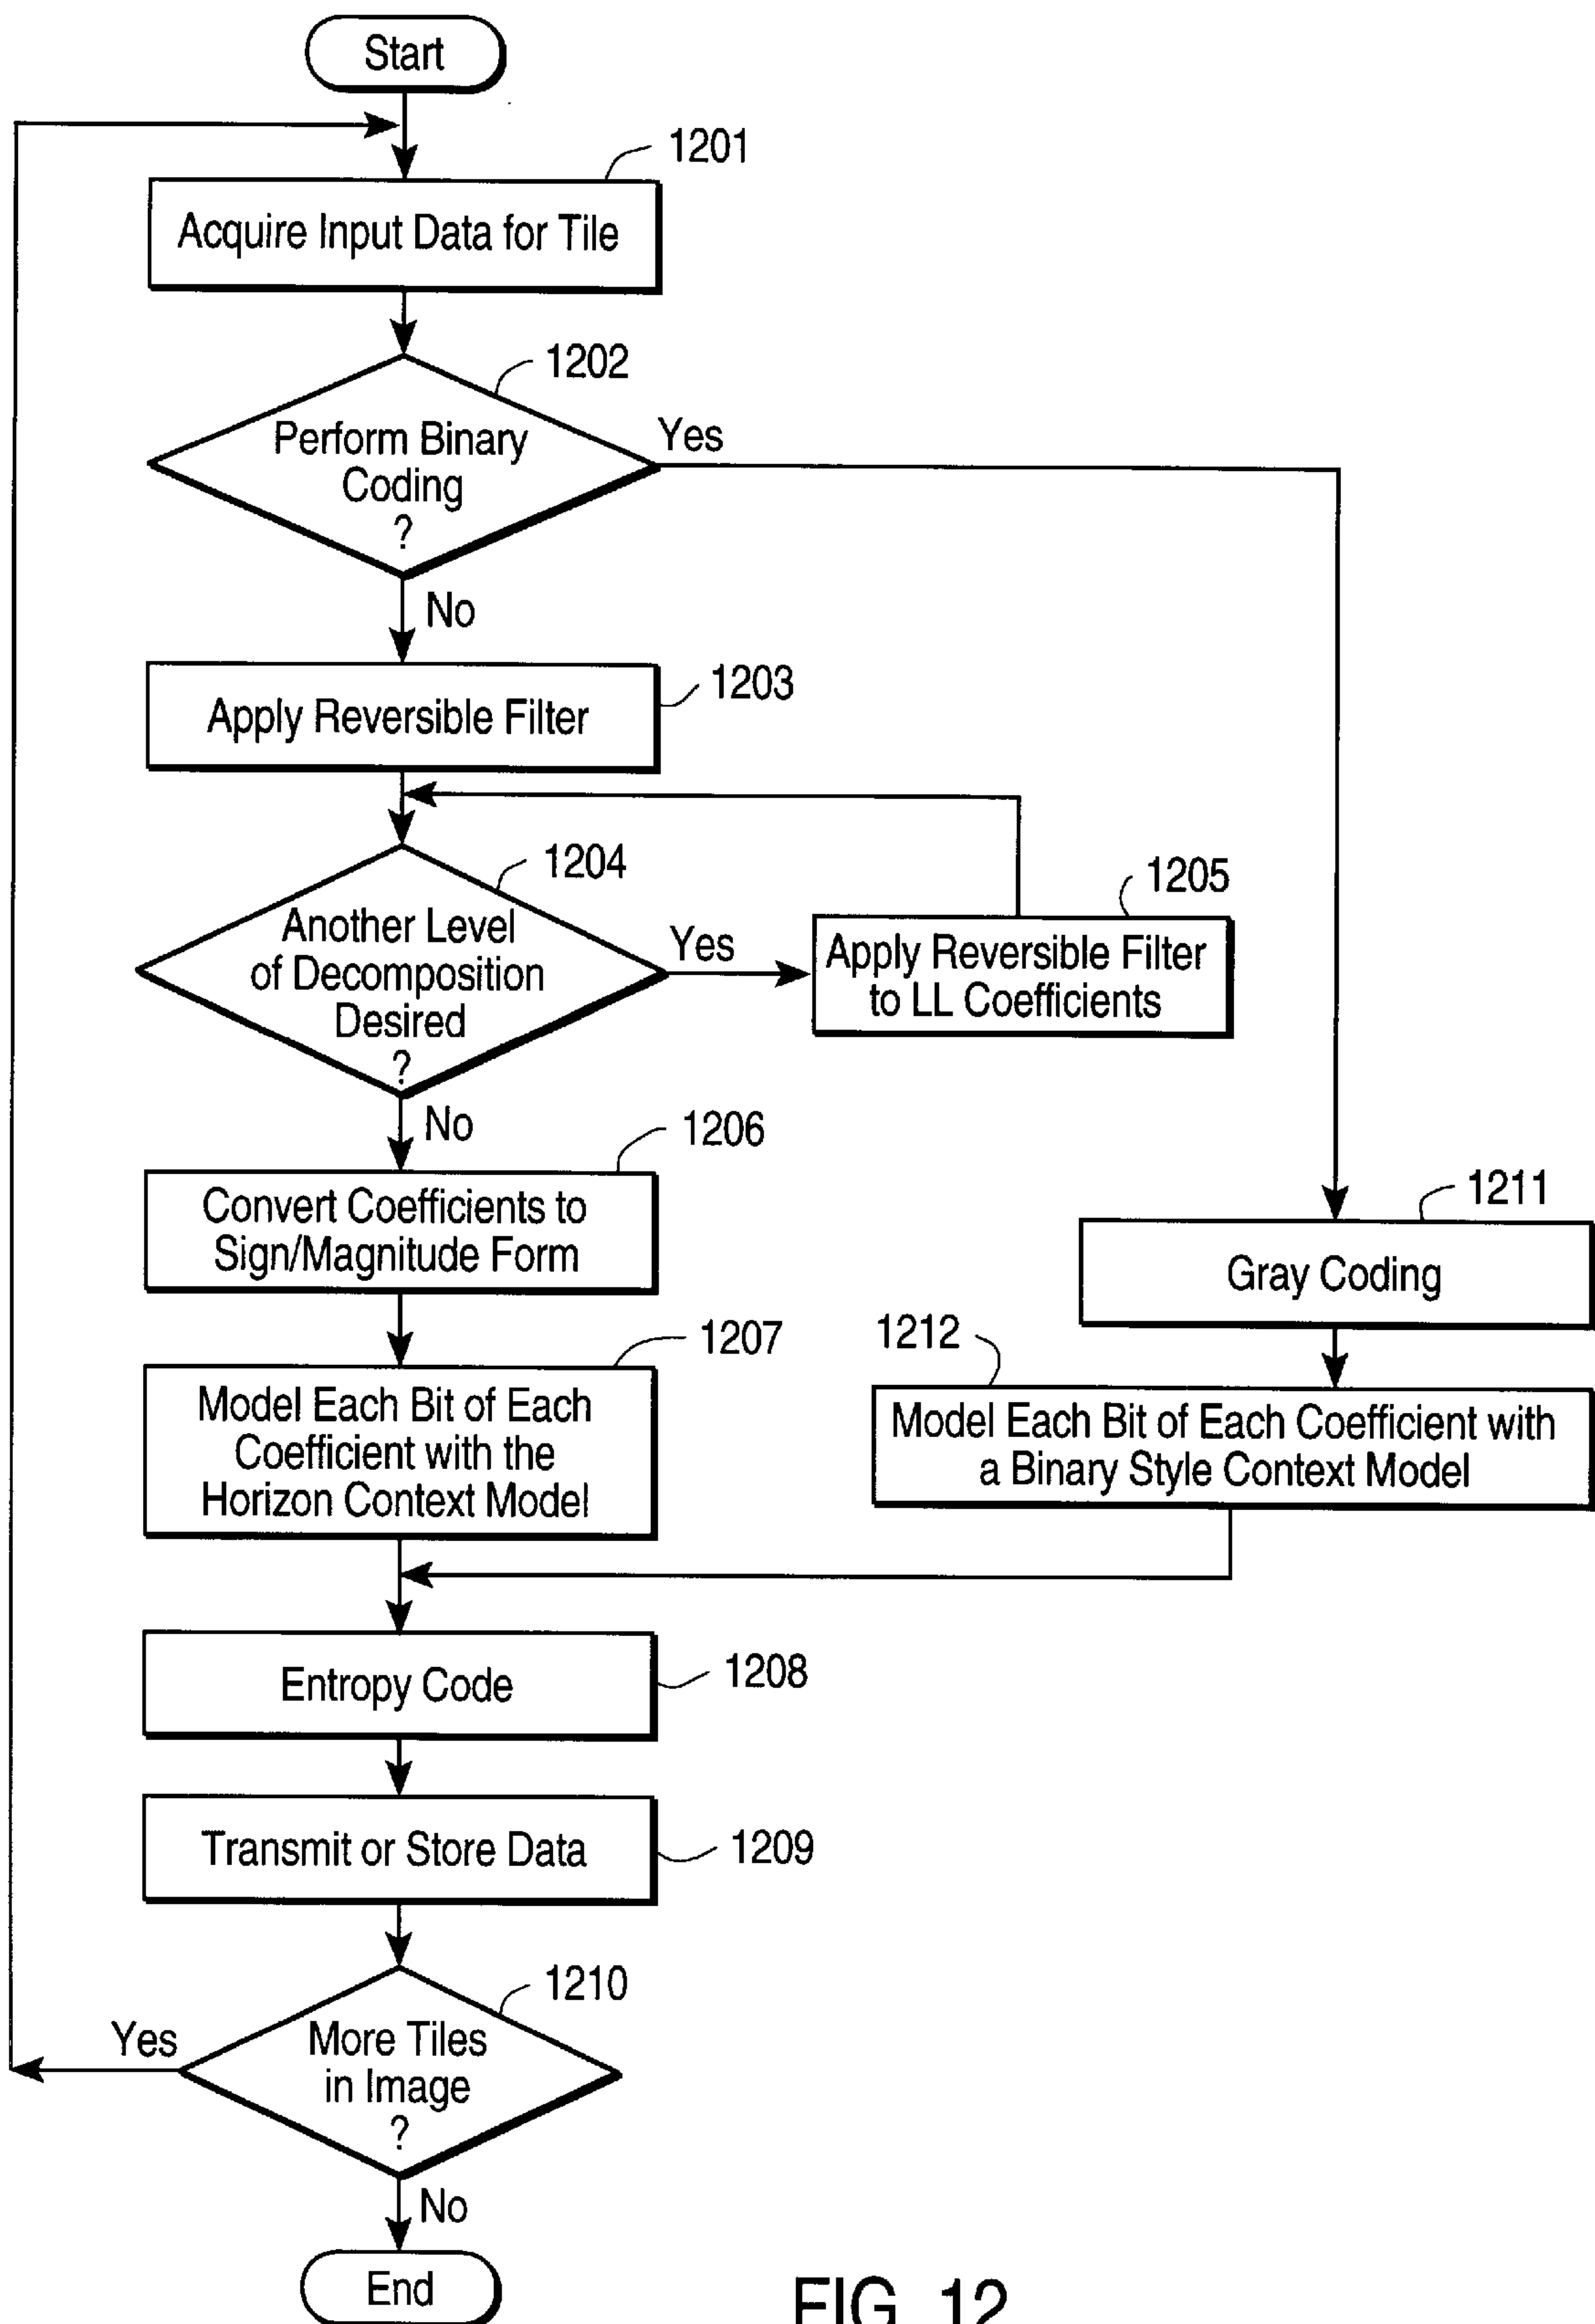 Start
1201
Acquire Input Data for Tile
1202
Perform Binary
Coding
?
Yes
No
1203
Apply Reversible Filter
1204
Another Level
of Decomposition
Desired
?
Yes
1205
Apply Reversible Filter
to LL Coefficients
No
1206
Convert Coefficients to
Sign/Magnitude Form
1211
Gray Coding
1207
Model Each Bit of Each
Coefficient with the
Horizon Context Model
1212
Model Each Bit of Each Coefficient with
a Binary Style Context Model
Entropy Code
1208
Transmit or Store Data
1209
1210
More Tiles
in Image
?
Yes
No
End
FIG. 12